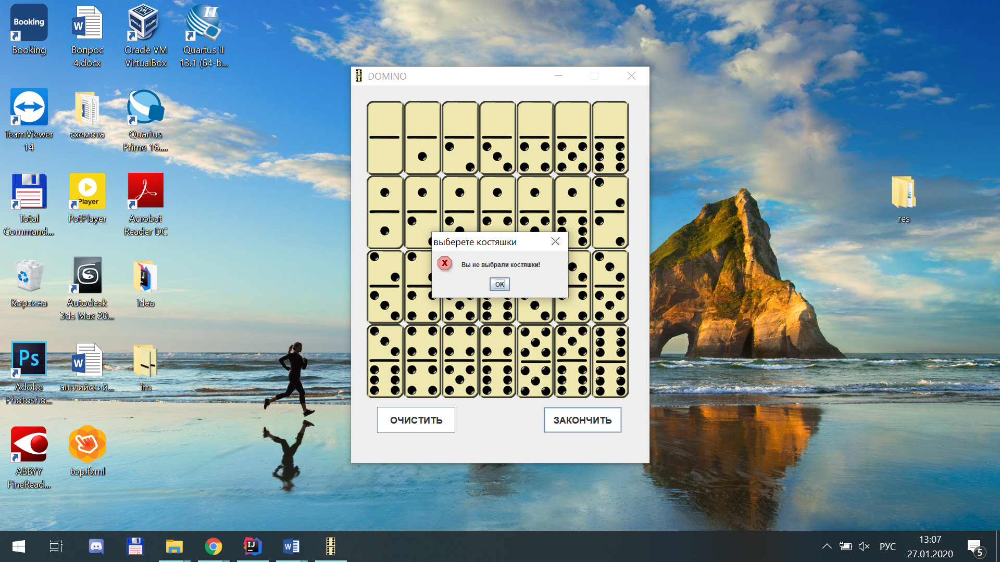 Booking
Booking
W
Вопрос
4.docx
Oracle VM
VirtualBox
II
Quartus II
13.1 (64-b...
TeamViewer
14
схемота
Quartus
Prime 16....
Total
Command...
Player
PotPlayer
Acrobat
Reader DC
Корзина
Autodesk
3ds Max 20...
IJ
idea
Ps
Adobe
Photosho...
W
английский...
im
ABBYY
FineRead...
top.fxml
DOMINO
выберете костяшки
Вы не выбрали костяшки!
OK
ОЧИСТИТЬ
ЗАКОНЧИТЬ
res
IJ
W
РУС
13:07
27.01.2020
5